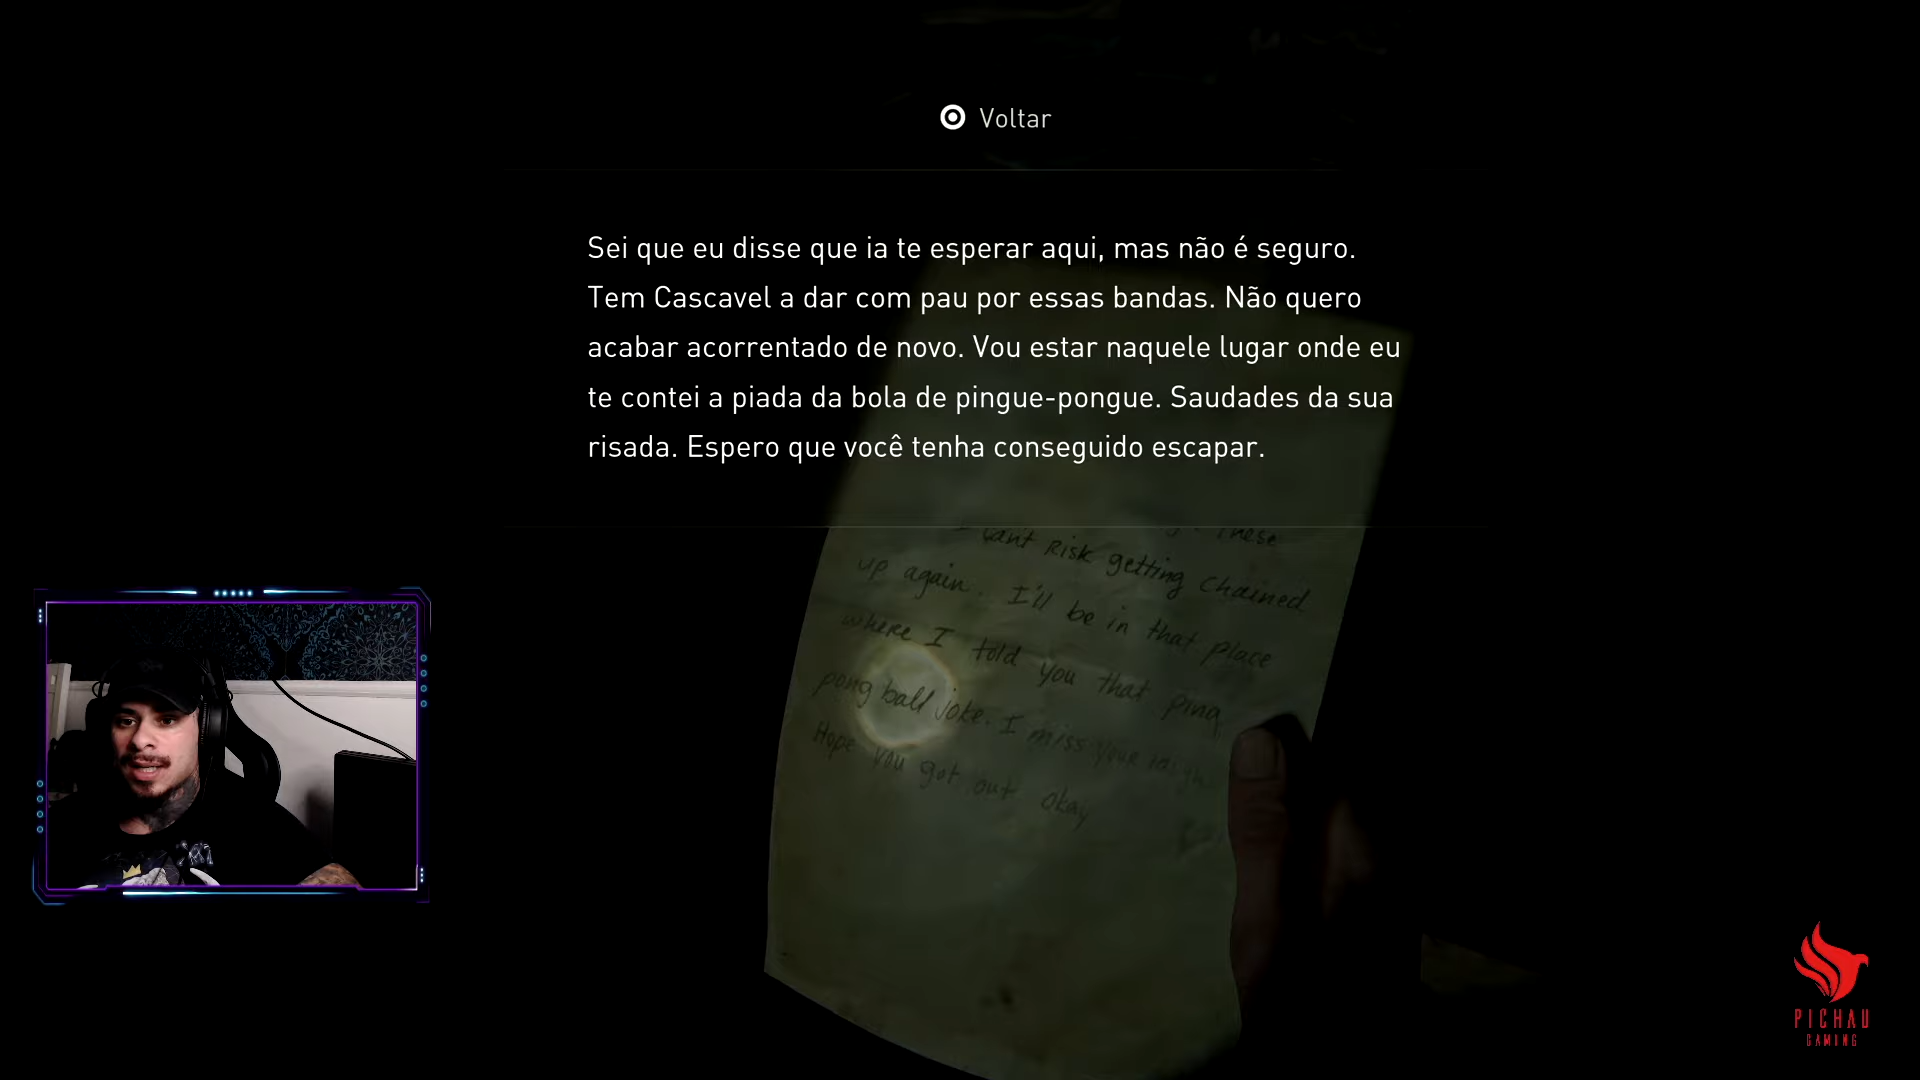 Voltar
Sei que eu disse que ia te esperar aqui, mas não é seguro.
Tem Cascavel a dar com pau por essas bandas. Não quero
acabar acorrentado de novo. Vou estar naquele lugar onde eu
te contei a piada da bola de pingue-pongue. Saudades da sua
risada. Espero que você tenha conseguido escapar.
These
I can't risk getting chained
up again. I'll be in that place
where I told you that ping
pong ball joke. I miss your
Hope you got out okay
PICHAU
GAMING